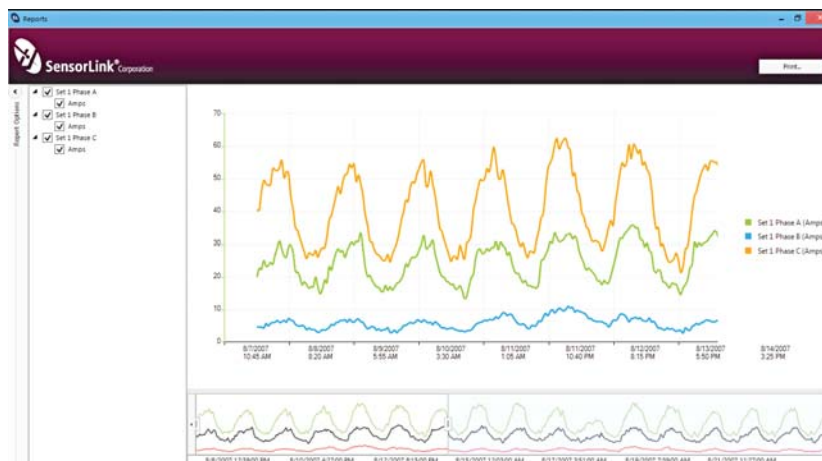 Reports
SensorLink® Corporation
Print...
Report Options
Set 1 Phase A
Amps
Set 1 Phase B
Amps
Set 1 Phase C
Amps
70
60
50
40
30
20
10
0
Set 1 Phase A (Amps
Set 1 Phase B (Amps
Set 1 Phase C (Amps
8/7/2007 8/8/2007 8/9/2007 8/10/2007 8/11/2007 8/11/2007 8/12/2007 8/13/2007 8/14/2007
10:45 AM 8:20 AM 5:55 AM 3:30 AM 1:05 AM 10:40 PM 8:15 PM 5:50 PM 3:25 PM